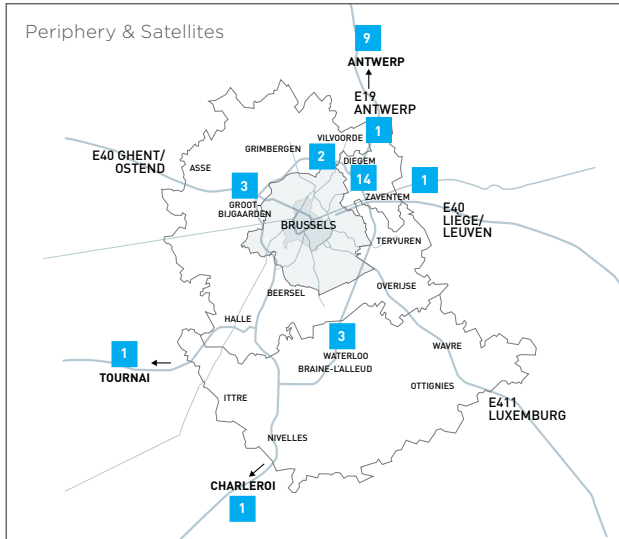 Periphery & Satellites
9
ANTWERP
E19
ANTWERP
1
VILVOORDE
GRIMBERGEN
2
DIEGEM
E40 GHENT/
OSTEND
ASSE
3
14
1
ZAVENTEM
GROOT-
BIJGAARDEN
BRUSSELS
E40
LIÈGE/
LEUVEN
TERVUREN
BEERSEL
OVERIJSE
HALLE
3
1
WATERLOO
WAVRE
BRAINE-L'ALLEUD
TOURNAI
OTTIGNIES
ITTRE
E411
LUXEMBURG
NIVELLES
CHARLEROI
1